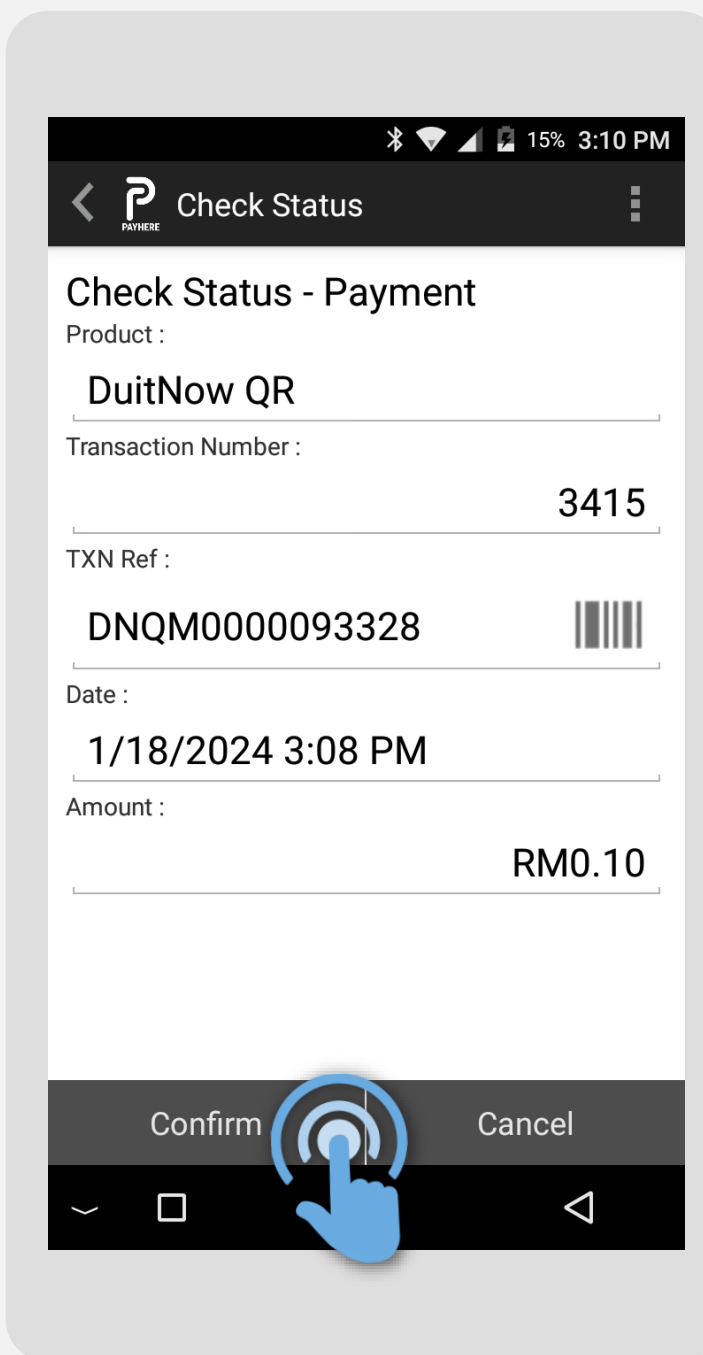 15% 3:10 PM
PAYHERE Check Status
Check Status - Payment
Product :
DuitNow QR
Transaction Number :
3415
TXN Ref :
DNQM0000093328
Date :
1/18/2024 3:08 PM
Amount :
RM0.10
Confirm Cancel